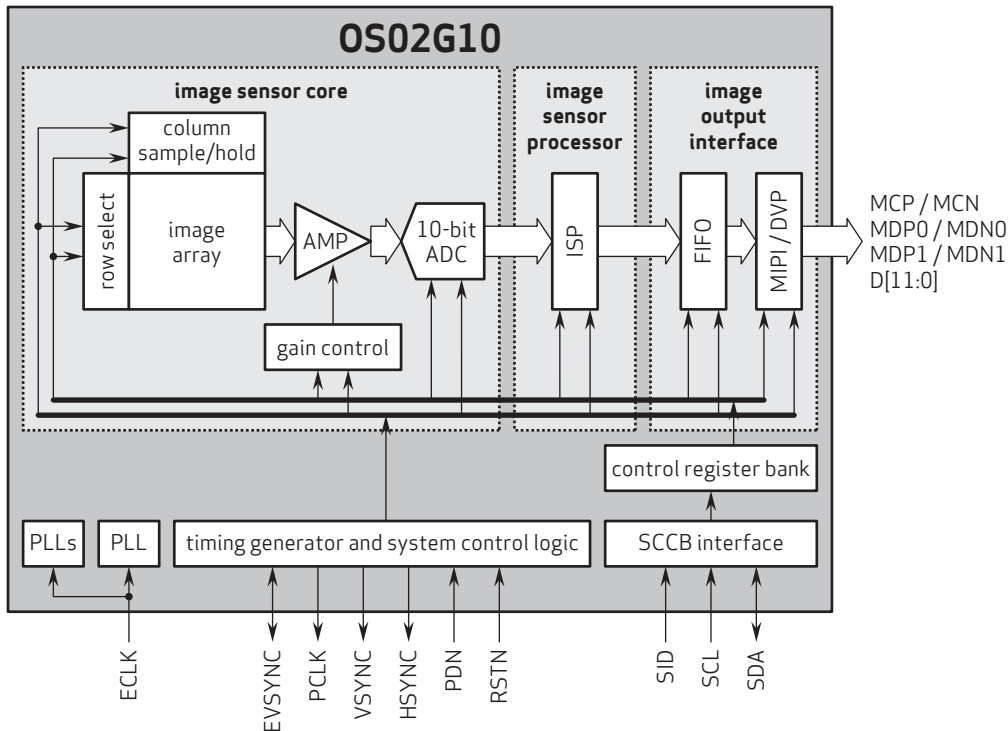 OS02G10
image sensor core
image
sensor
processor
image
output
interface
column
sample/hold
row select
image
array
AMP
10-bit
ADC
ISP
FIFO
MIPI / DVP
MCP / MCN
MDP0 / MDN0
MDP1 / MDN1
D[11:0]
gain control
control register bank
PLLs
PLL
timing generator and system control logic
SCCB interface
ECLK
EVSYNC
PCLK
VSYNC
HSYNC
PDN
RSTN
SID
SCL
SDA